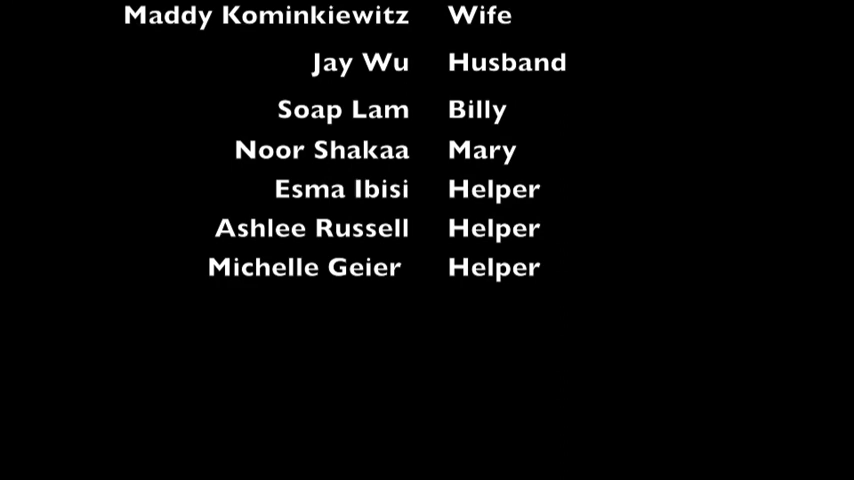 Maddy Kominkiewitz Wife
Jay Wu Husband
Soap Lam Billy
Noor Shakaa Mary
Esma Ibisi Helper
Ashlee Russell Helper
Michelle Geier Helper